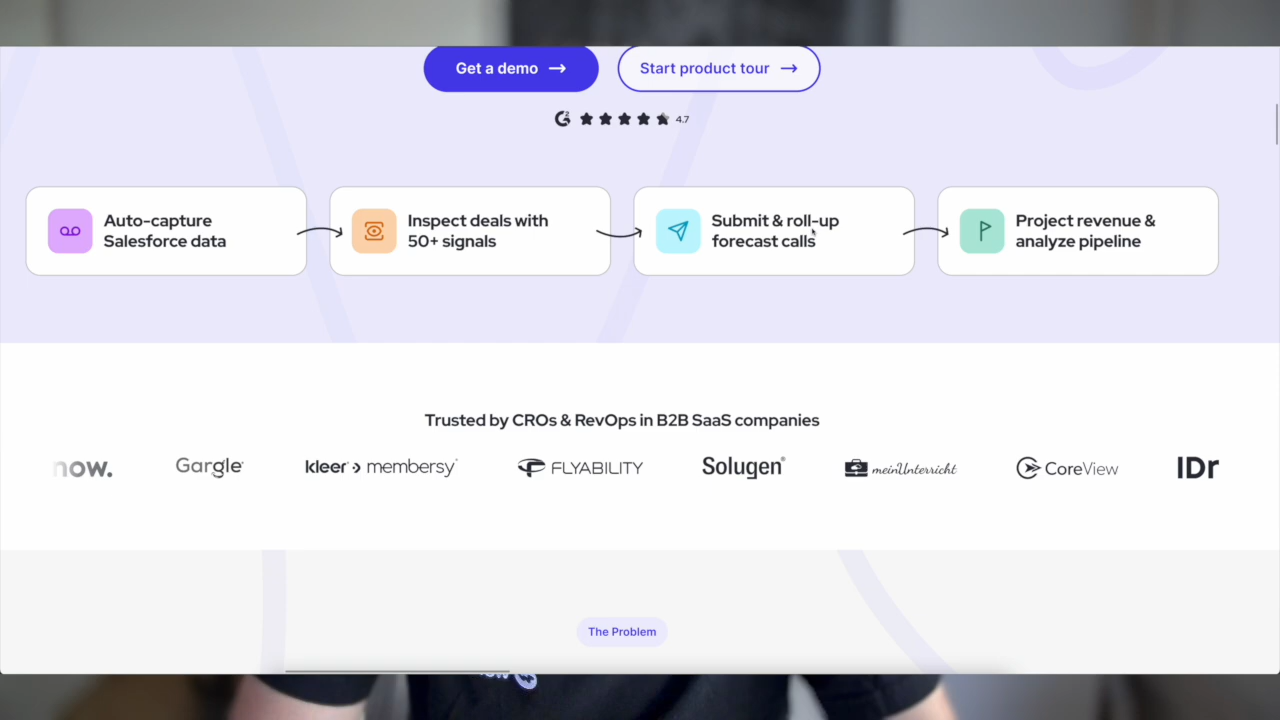 Get a demo →
Start product tour →
4.7
Auto-capture
Salesforce data
Inspect deals with
50+ signals
Submit & roll-up
forecast calls
Project revenue &
analyze pipeline
Trusted by CROs & RevOps in B2B SaaS companies
now.
Gargle
kleer membersy
FLYABILITY
Solugen®
meinUnterricht
CoreView
IDr
The Problem